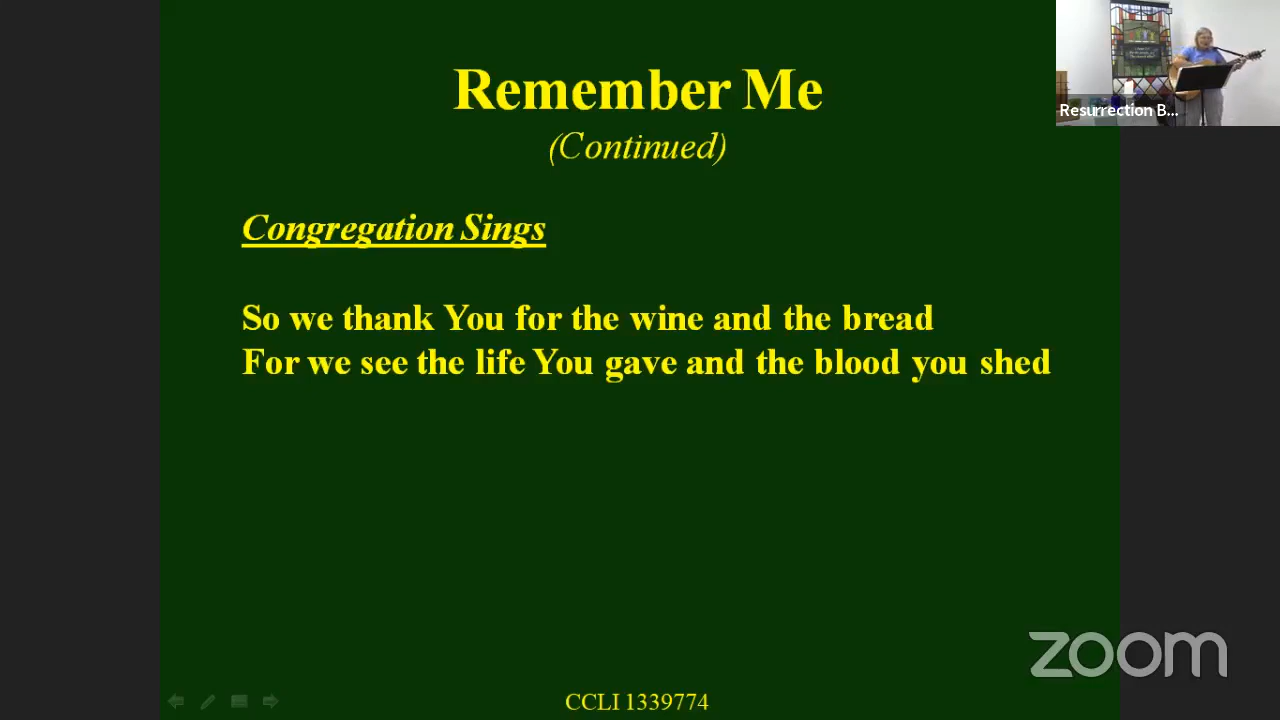 Remember Me
(Continued)
Resurrection B...
Congregation Sings
So we thank You for the wine and the bread
For we see the life You gave and the blood you shed
zoom
CCLI 1339774